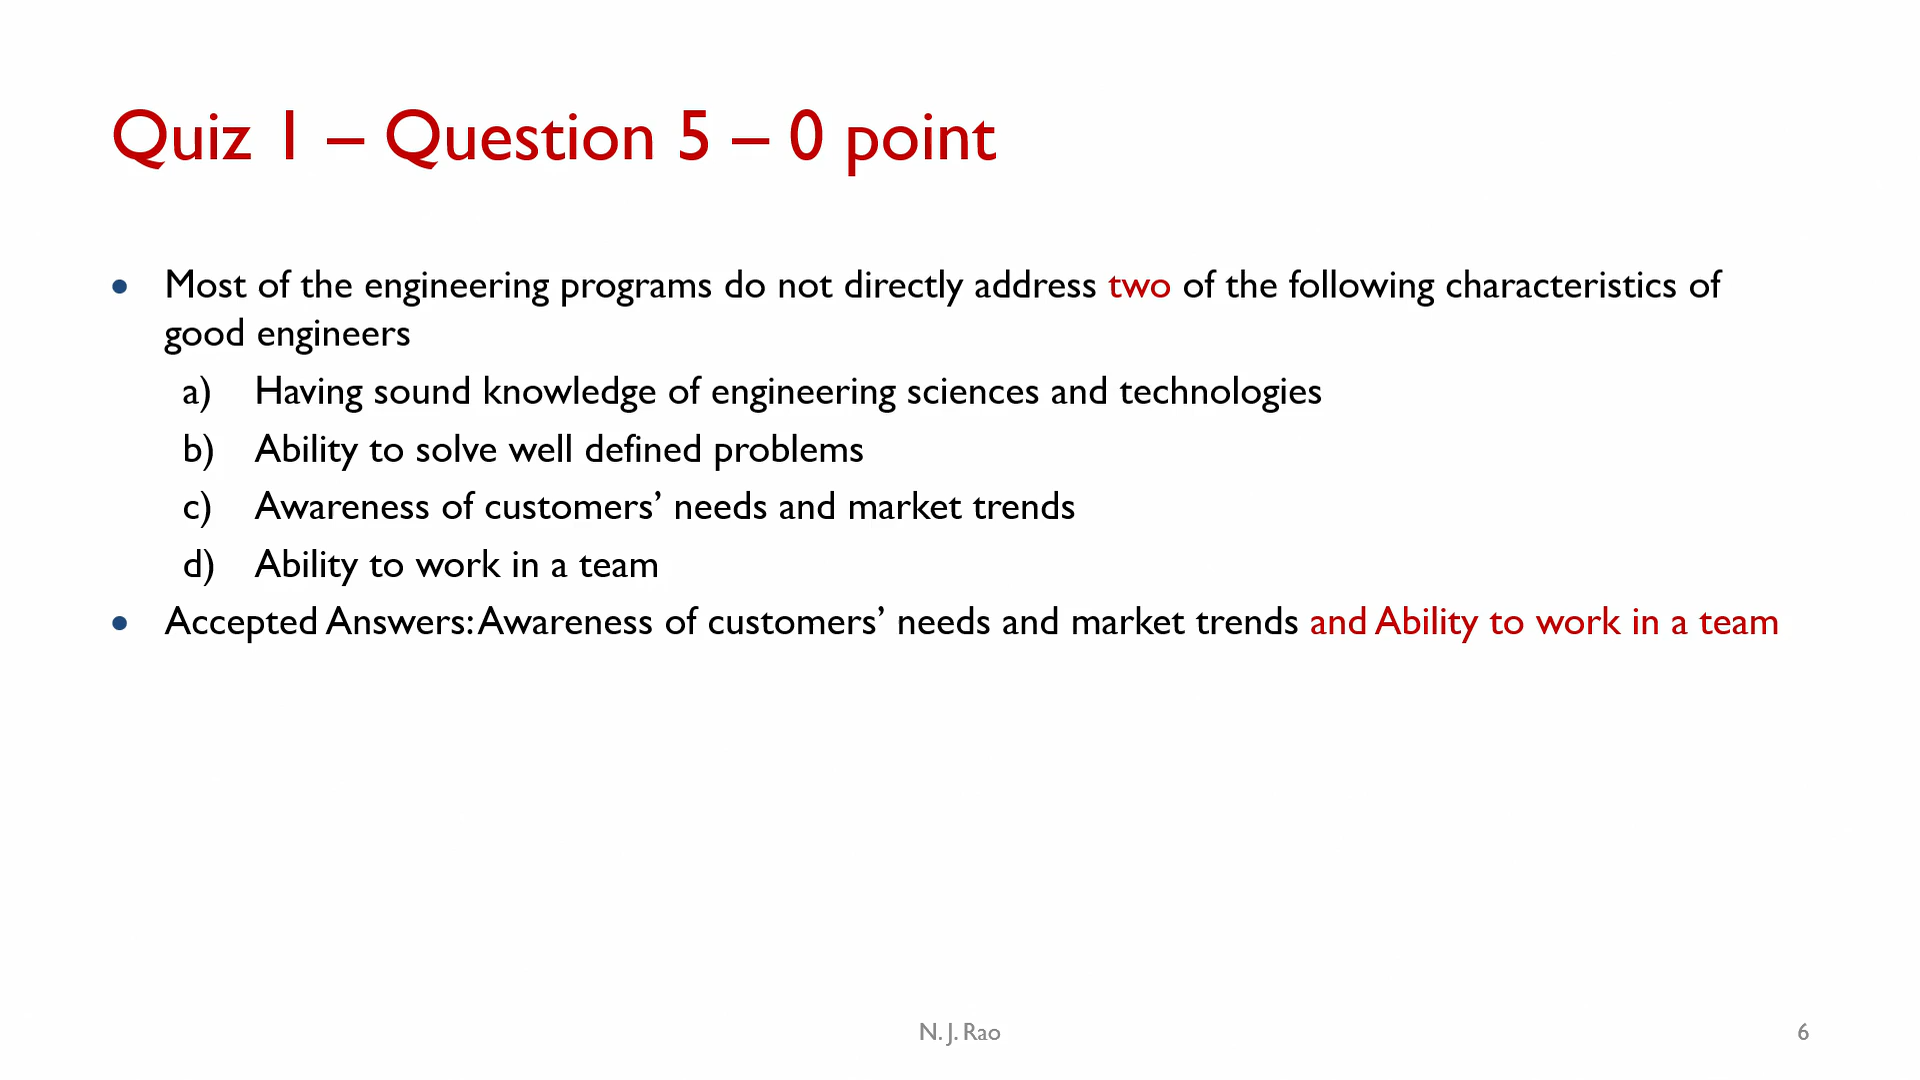 Quiz 1 – Question 5 – 0 point
• Most of the engineering programs do not directly address two of the following characteristics of
good engineers
a) Having sound knowledge of engineering sciences and technologies
b) Ability to solve well defined problems
c) Awareness of customers’ needs and market trends
d) Ability to work in a team
• Accepted Answers: Awareness of customers’ needs and market trends and Ability to work in a team
N. J. Rao
6